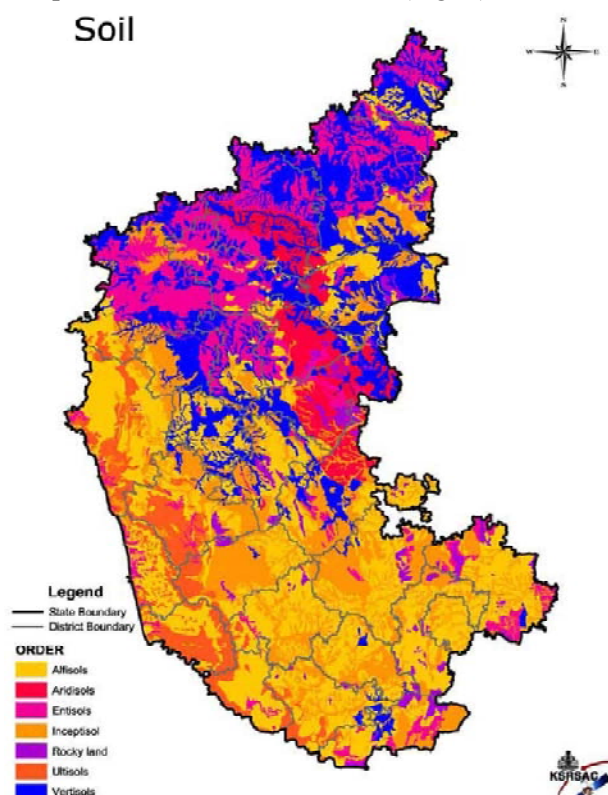 Soil
N
W E
S
Legend
State Boundary
District Boundary
ORDER
Alfisols
Aridisols
Entisols
Inceptisol
Rocky land
Ultisols
Vertisols
KSRSAC